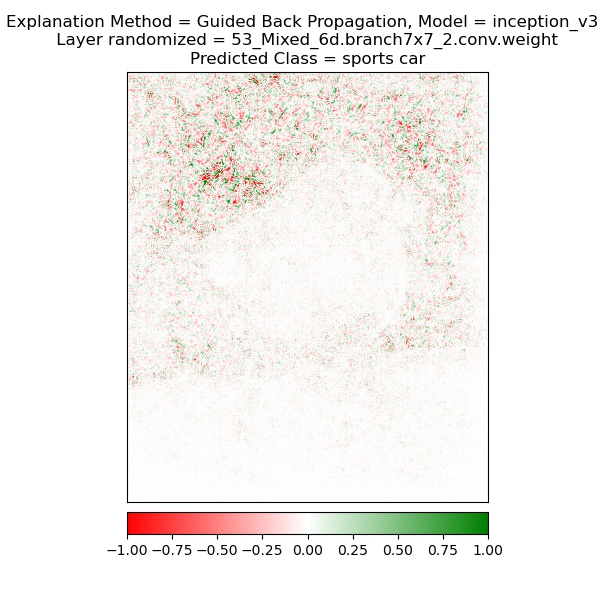 Explanation Method = Guided Back Propagation, Model = inception_v3
Layer randomized = 53_Mixed_6d.branch7x7_2.conv.weight
Predicted Class = sports car
−1.00 −0.75 −0.50 −0.25 0.00 0.25 0.50 0.75 1.00